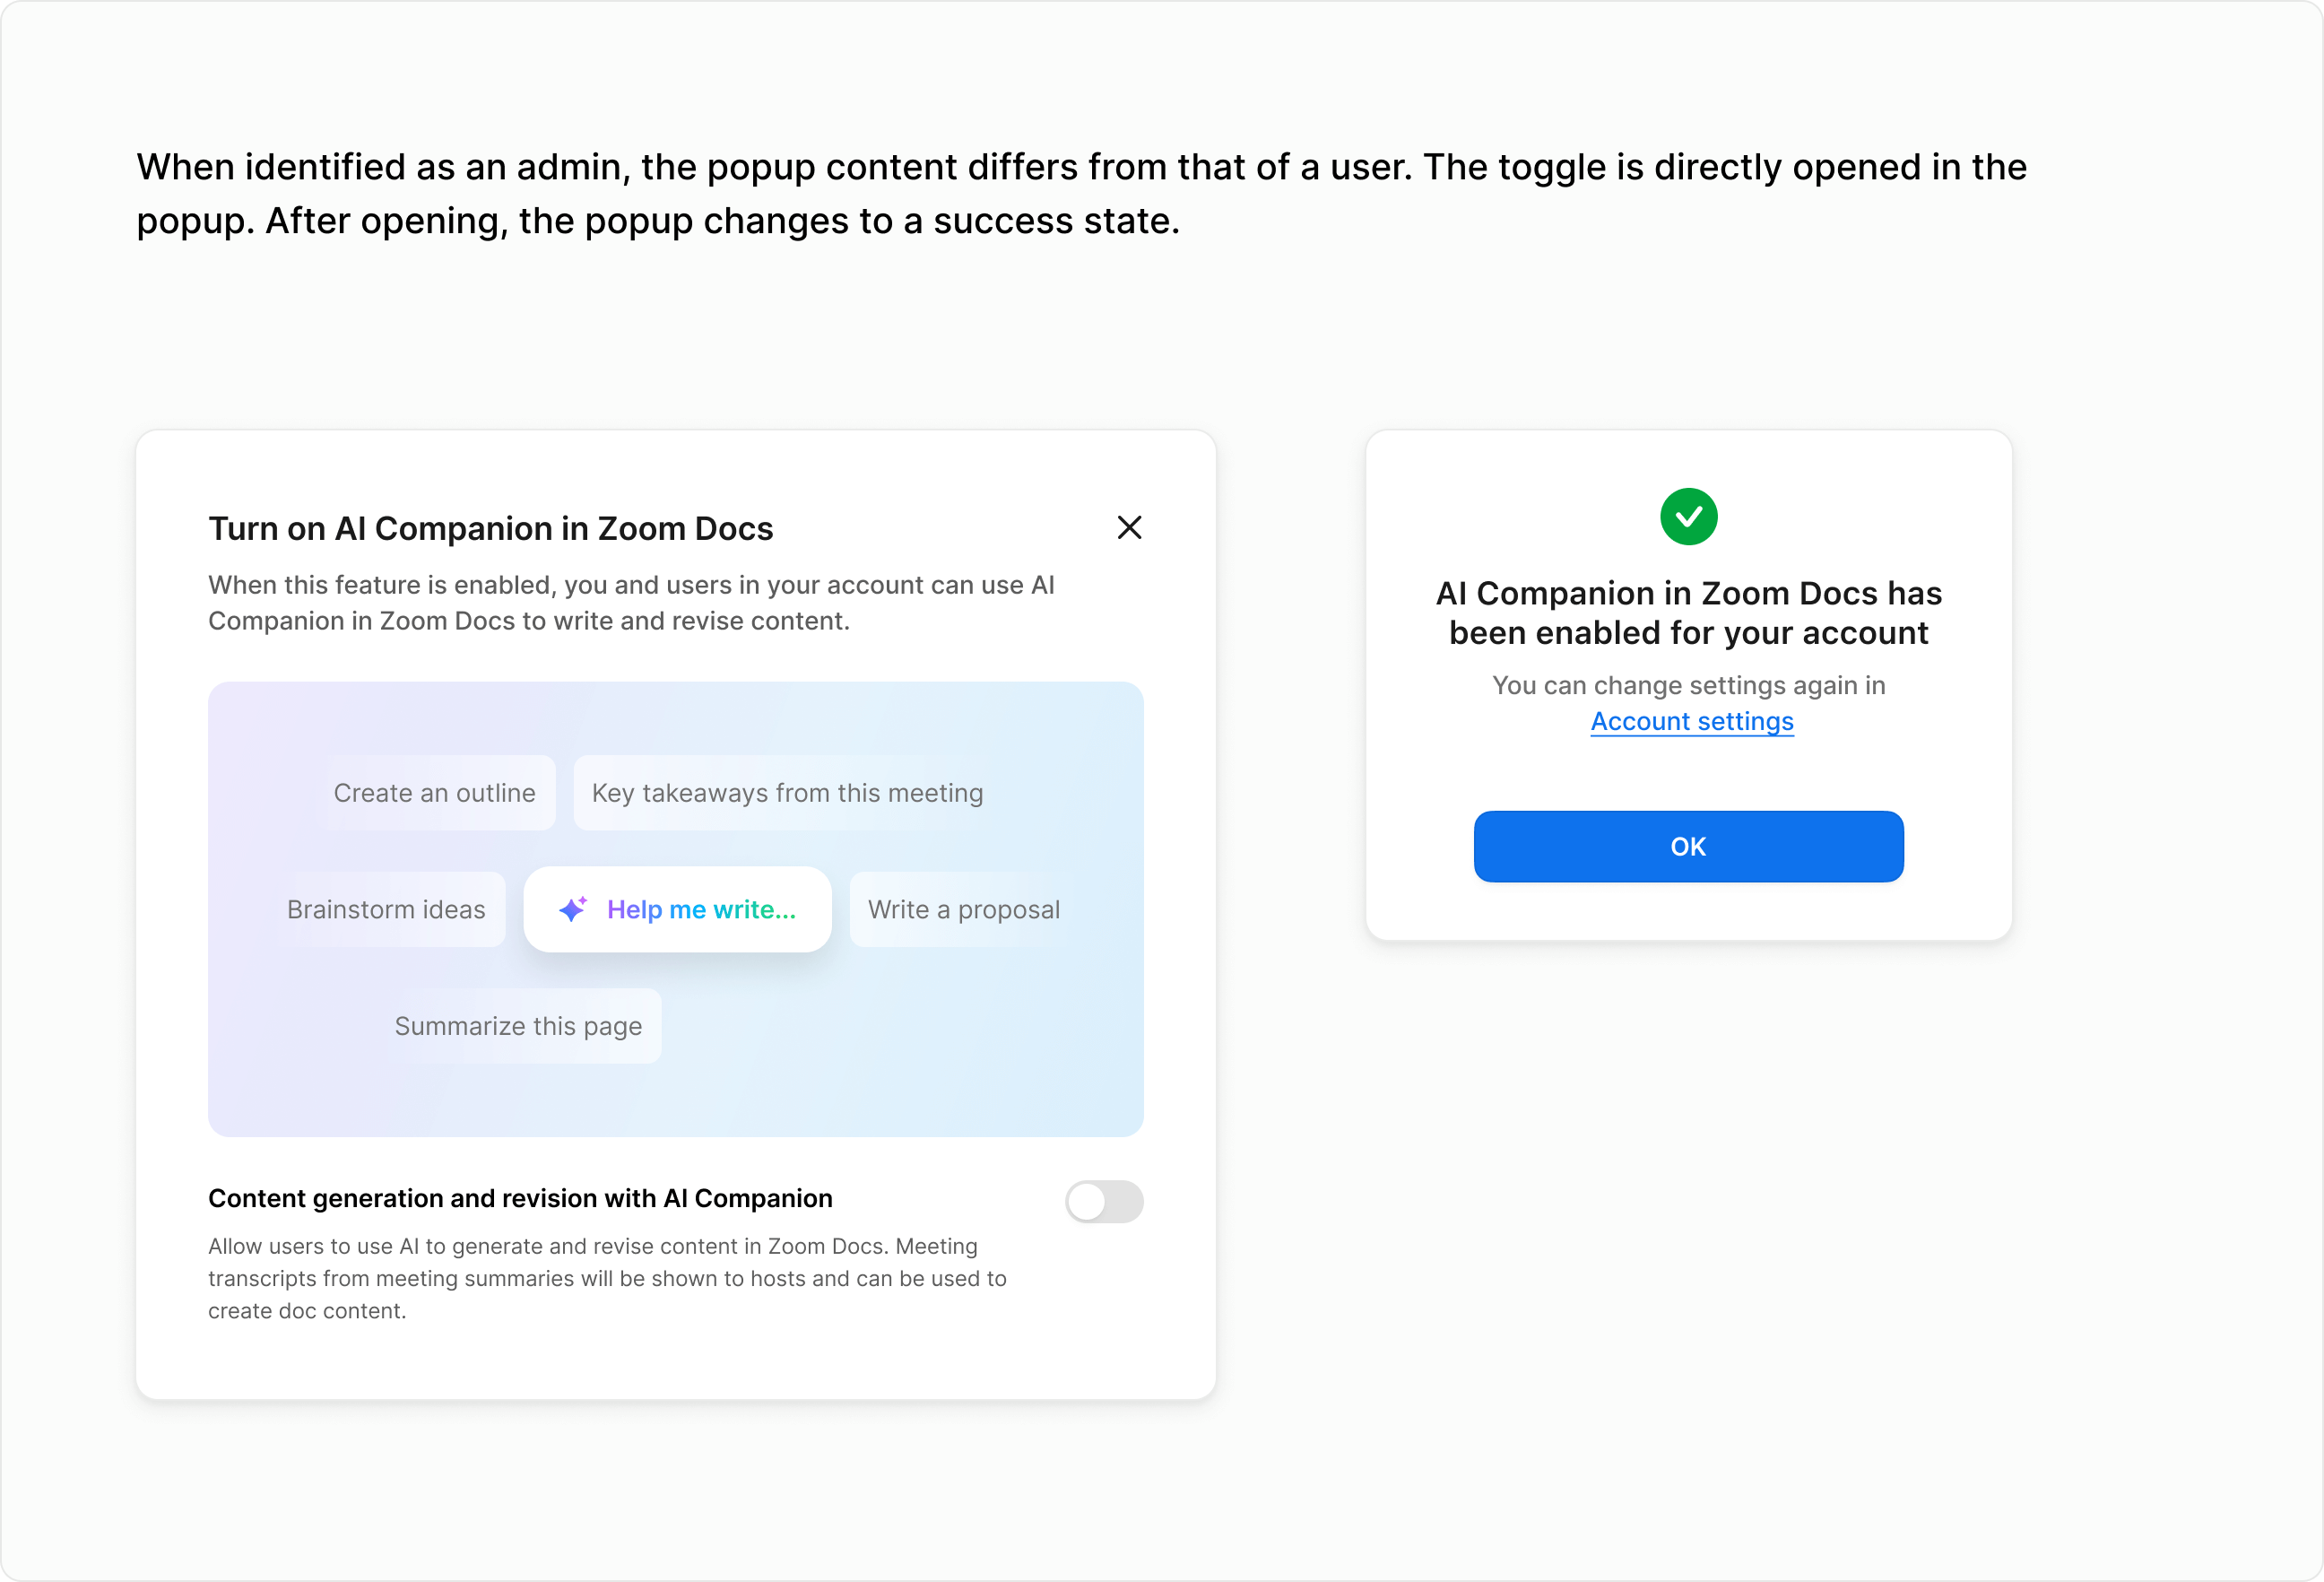 When identified as an admin, the popup content differs from that of a user. The toggle is directly opened in the
popup. After opening, the popup changes to a success state.
Turn on AI Companion in Zoom Docs
When this feature is enabled, you and users in your account can use AI
Companion in Zoom Docs to write and revise content.
Create an outline
Key takeaways from this meeting
Brainstorm ideas
Help me write...
Write a proposal
Summarize this page
Content generation and revision with AI Companion
Allow users to use AI to generate and revise content in Zoom Docs. Meeting
transcripts from meeting summaries will be shown to hosts and can be used to
create doc content.
AI Companion in Zoom Docs has
been enabled for your account
You can change settings again in
Account settings
OK